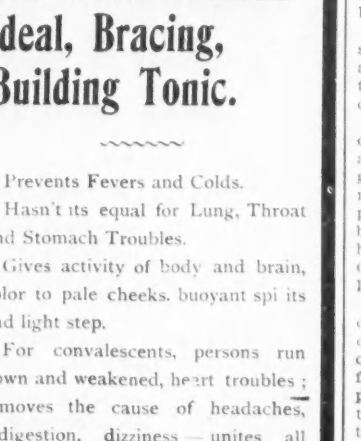 deal, Bracing,
Building Tonic.
Prevents Fevers and Colds.
Hasn't its equal for Lung, Throat
nd Stomach Troubles.
Gives activity of body and brain,
olor to pale cheeks. buoyant spi its
nd light step.
For convalescents, persons run
own and weakened, heart troubles ;
moves the cause of headaches,
digestion, dizziness — unites all